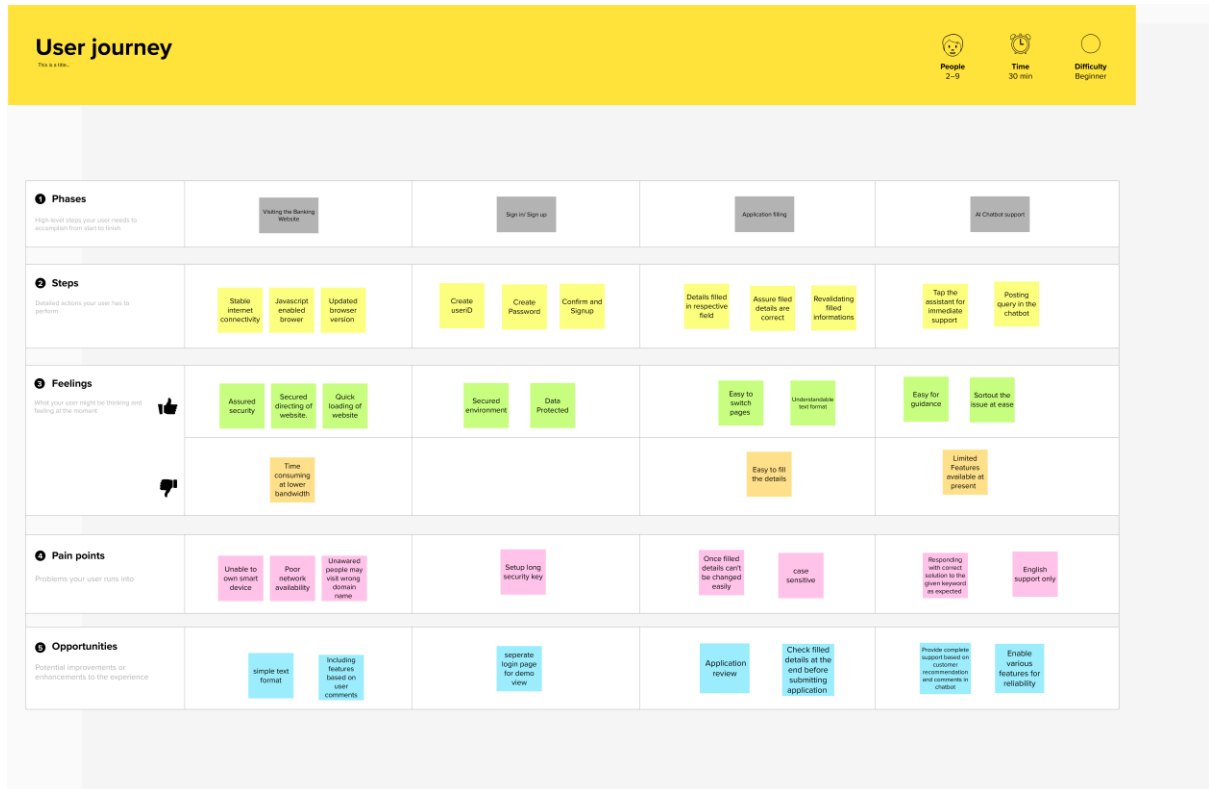 User journey
This is a title...
People
2–9
Time
30 min
Difficulty
Beginner
1 Phases
High level steps your user needs to
accomplish from start to finish
Visiting the Banking
Website
Sign in/ Sign up
Application filling
AI Chatbot support
2 Steps
Detailed actions your user has to
perform
Stable
internet
connectivity
Javascript
enabled
brower
Updated
browser
version
Create
useriD
Create
Password
Confirm and
Signup
Details filled
in respective
field
Assure filed
details are
correct
Revalidating
filled
informations
Tap the
assistant for
immediate
support
Posting
query in the
chatbot
3 Feelings
What your user might be thinking and
feeling at the moment
Assured
security
Secured
directing of
website.
Quick
loading of
website
Secured
environment
Data
Protected
Easy to
switch
pages
Understandable
text format
Easy for
guidance
Sortout the
issue at ease
Time
consuming
at lower
bandwidth
Easy to fill
the details
Limited
Features
available at
present
4 Pain points
Problems your user runs into
Unable to
own smart
device
Poor
network
availability
Unawared
people may
visit wrong
domain
name
Setup long
security key
Once filled
details can't
be changed
easily
case
sensitive
Responding
with correct
solution to the
given keyword
as expected
English
support only
5 Opportunities
Potential improvements or
enhancements to the experience
simple text
format
Including
features
based on
user
comments
seperate
login page
for demo
view
Application
review
Check filled
details at the
end before
submitting
application
Provide complete
support based on
customer
recommendation
and comments in
chatbot
Enable
various
features for
reliability